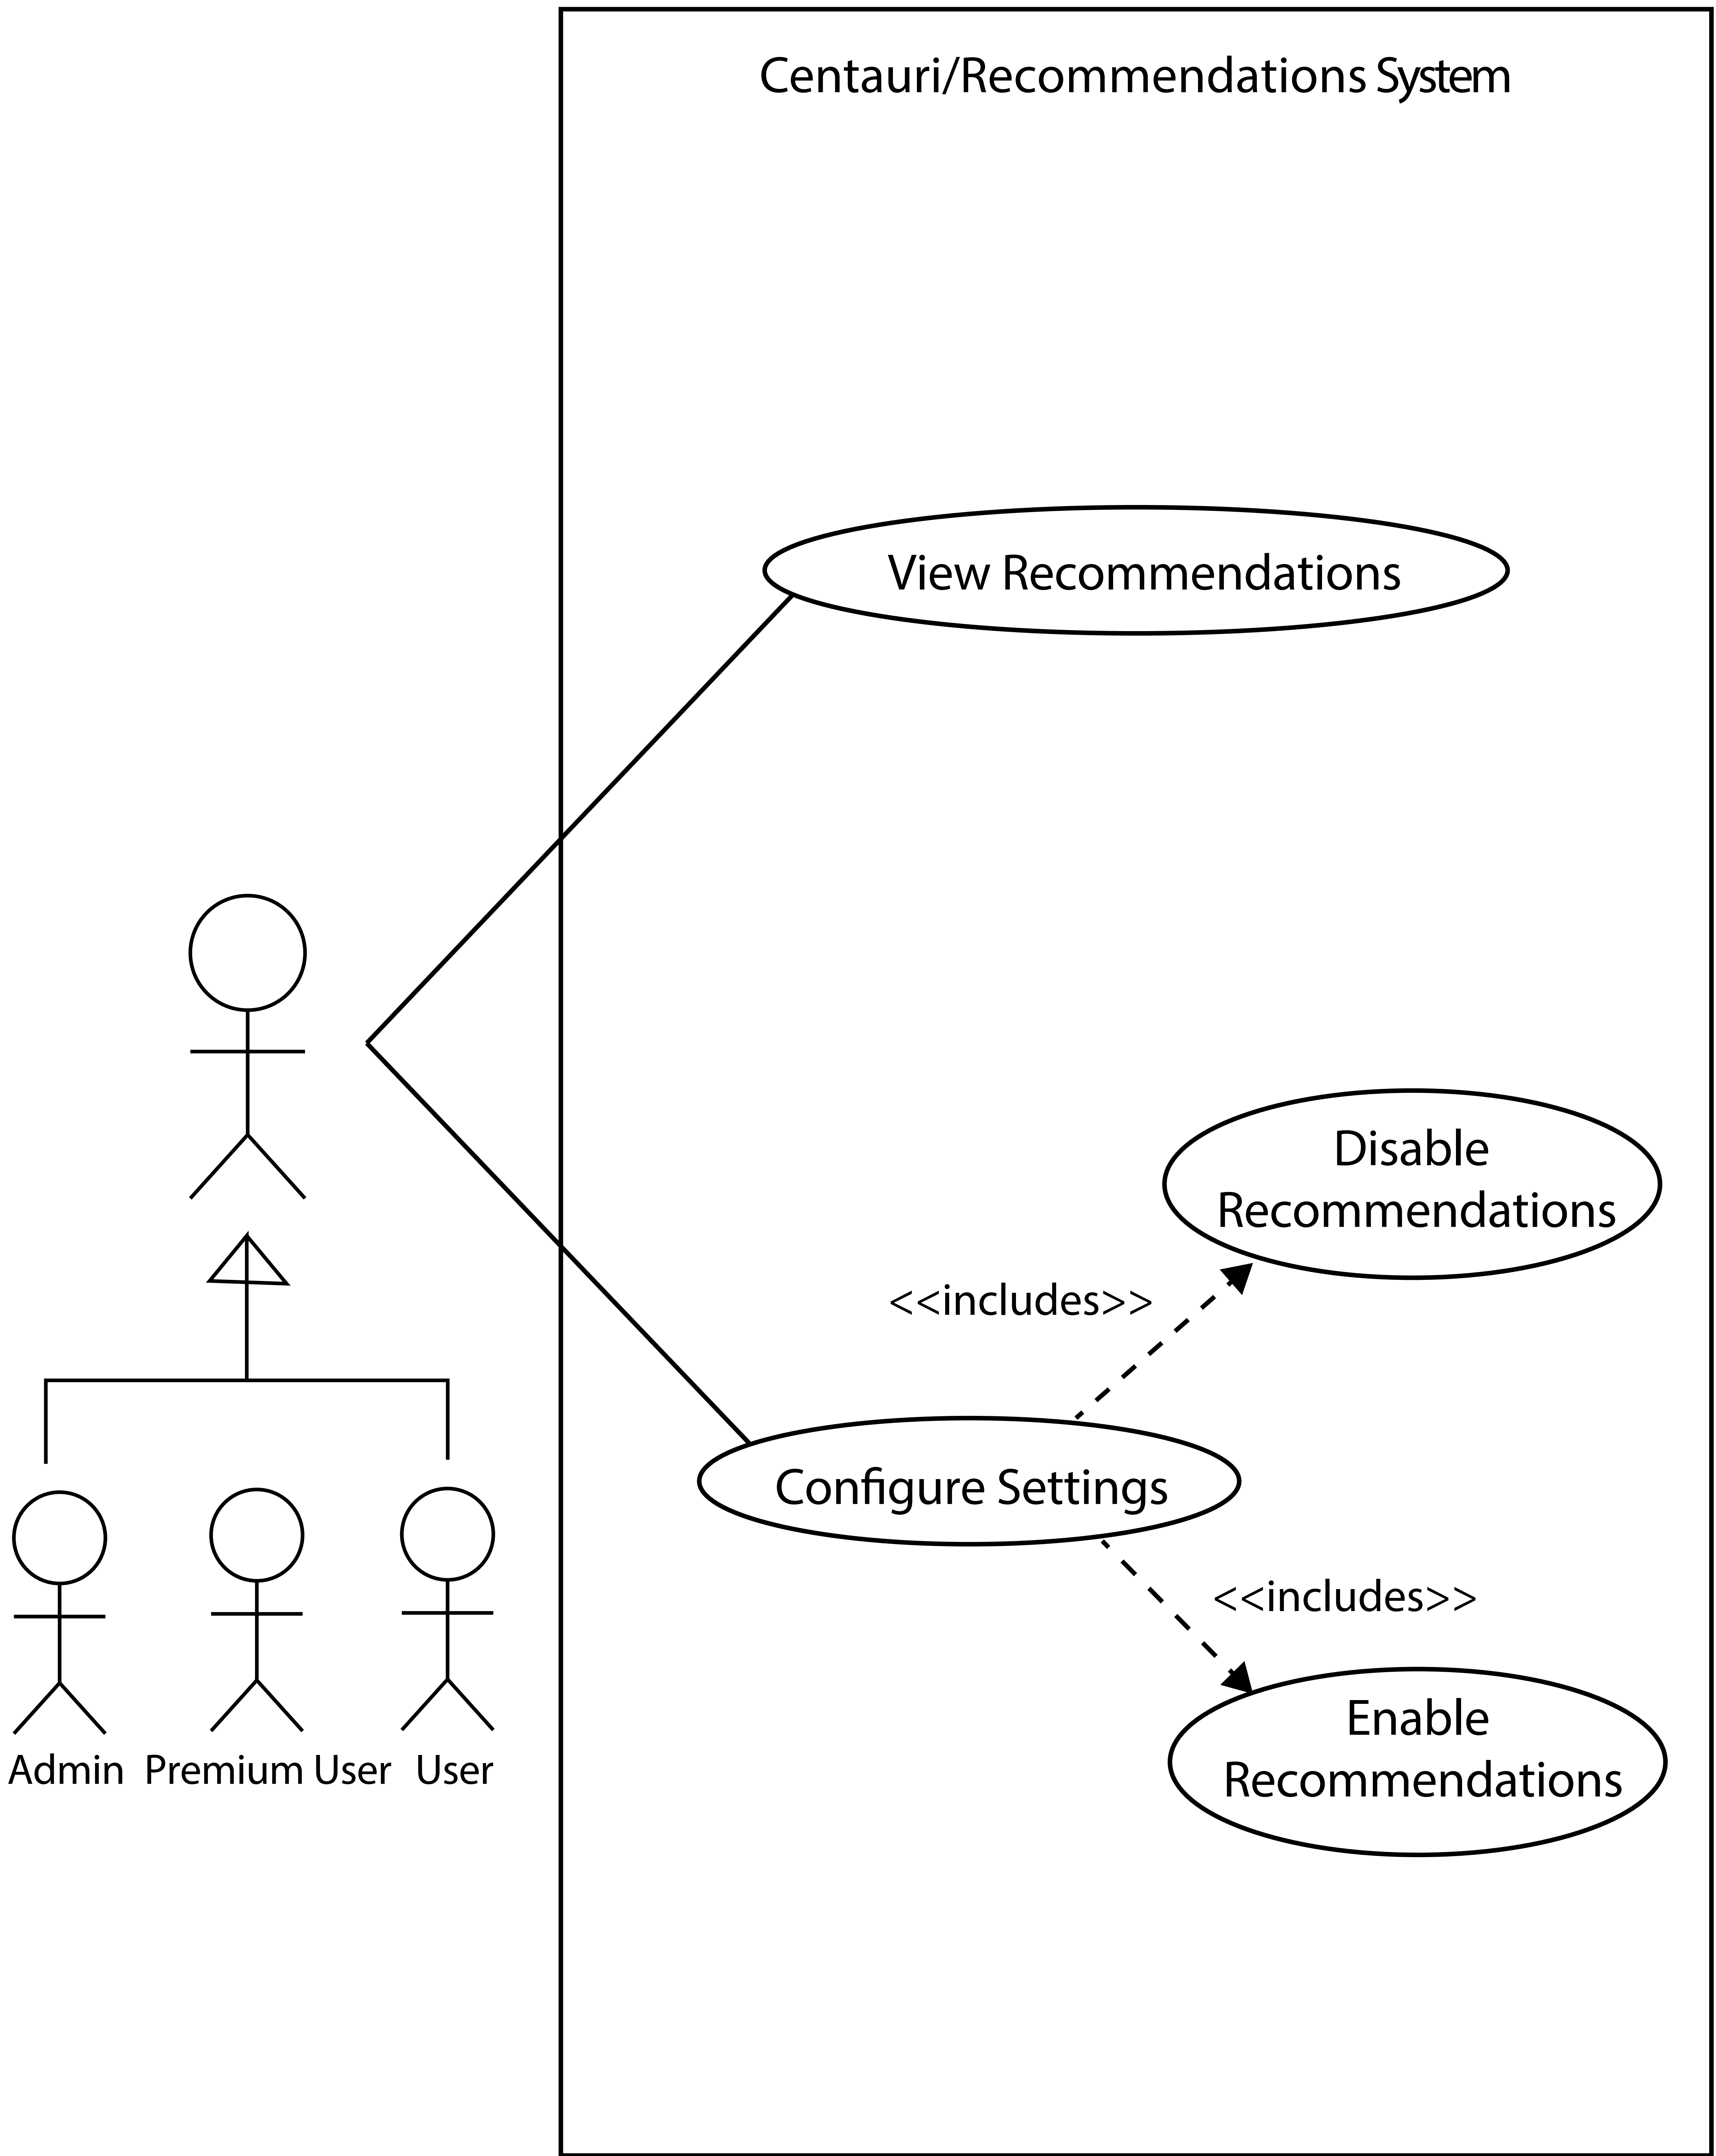 Centauri/Recommendations System
View Recommendations
Disable
Recommendations
<<includes>>
Configure Settings
<<includes>>
Enable
Recommendations
Admin Premium User User